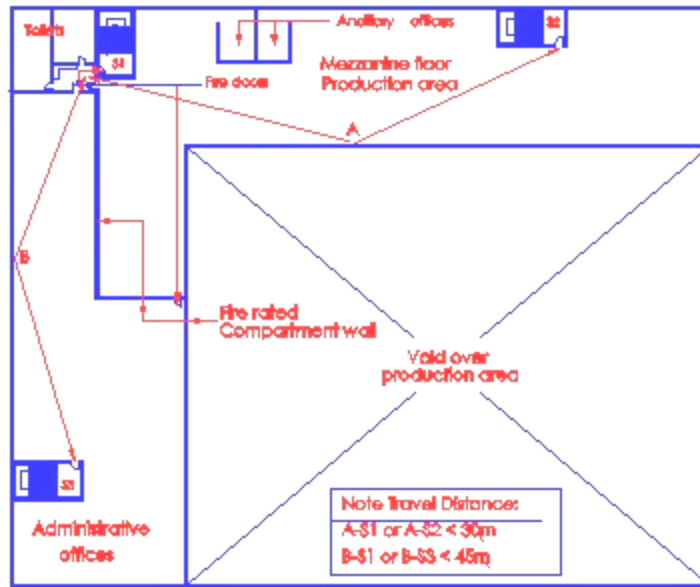 Toilets
S1
Ancillary offices
S2
Mezzanine floor
Production area
Fire doors
A
B
Fire rated
Compartment wall
Void over
production area
S3
Administrative
offices
Note Travel Distance:
A-S1 or A-S2 < 30m
B-S1 or B-S3 < 45m